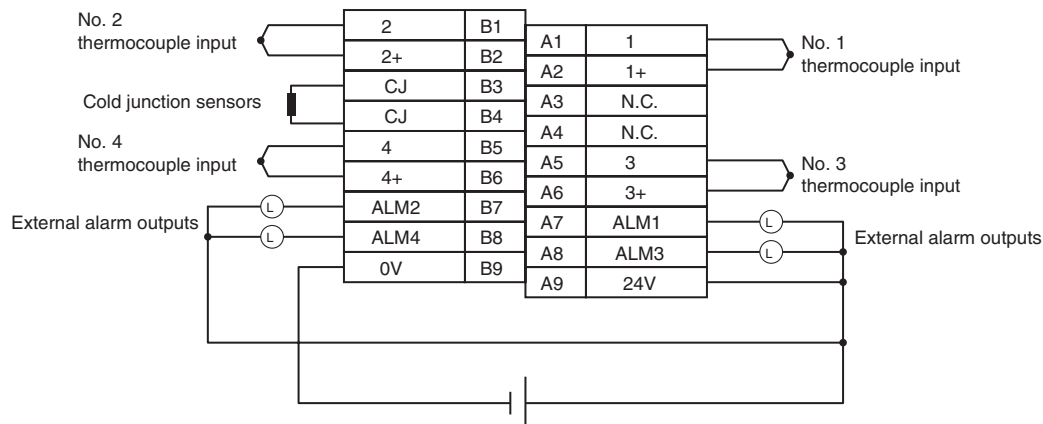 No. 2
thermocouple input
2 B1
2+ B2
CJ B3
CJ B4
4 B5
4+ B6
ALM2 B7
ALM4 B8
0V B9
Cold junction sensors
No. 4
thermocouple input
External alarm outputs
L
L
A1 1
A2 1+
A3 N.C.
A4 N.C.
A5 3
A6 3+
A7 ALM1
A8 ALM3
A9 24V
No. 1
thermocouple input
No. 3
thermocouple input
L
L
External alarm outputs